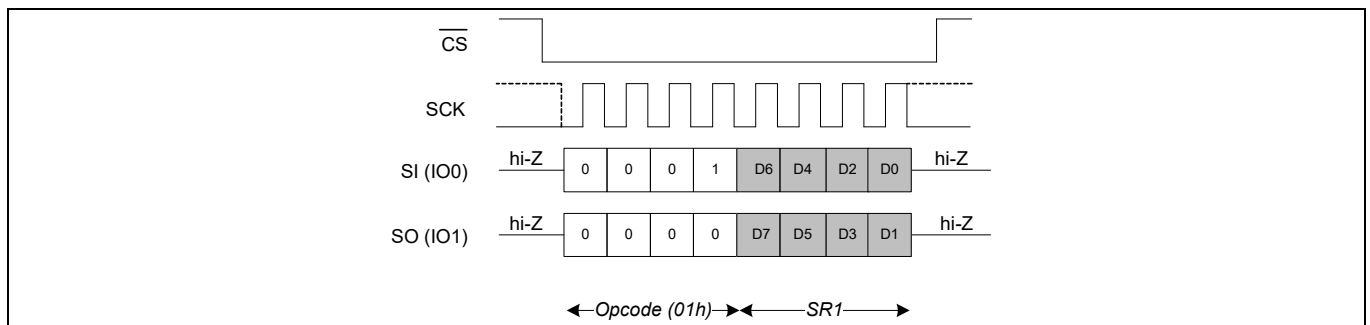 CS
SCK
SI (IO0) hi-Z 0 0 0 1 D6 D4 D2 D0 hi-Z
SO (IO1) hi-Z 0 0 0 0 D7 D5 D3 D1 hi-Z
Opcode (01h) SR1